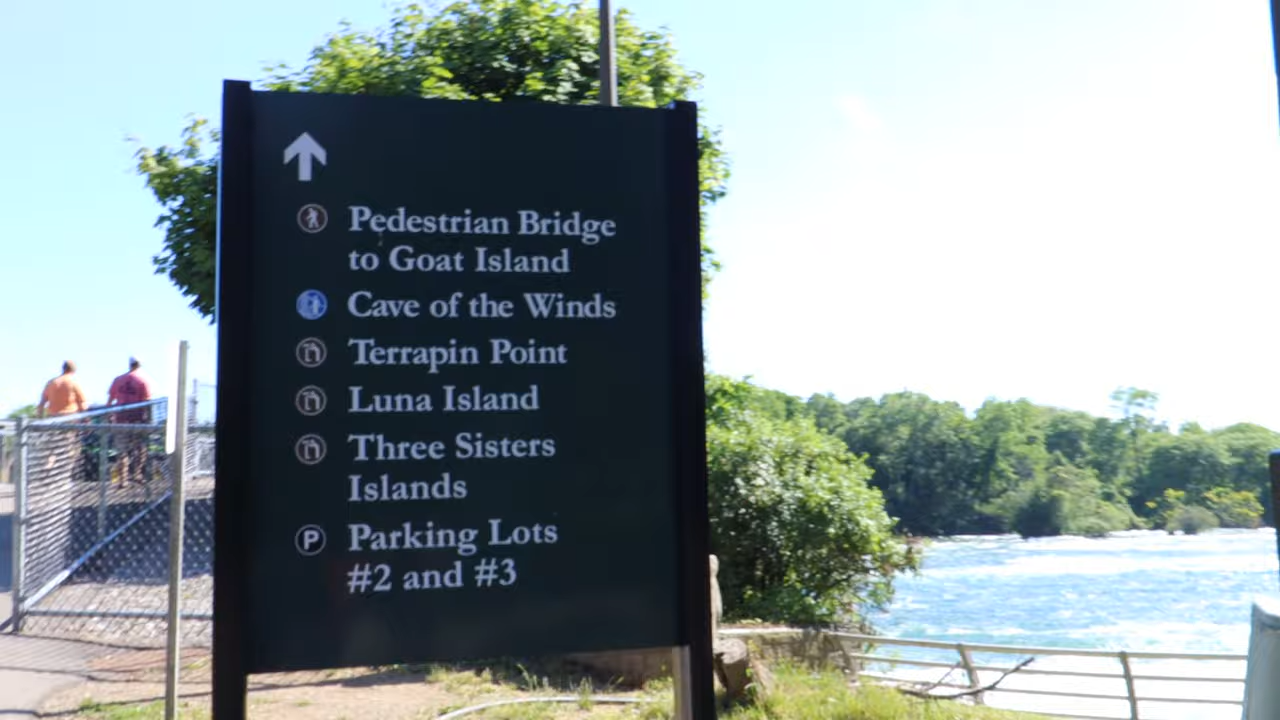 Pedestrian Bridge
to Goat Island
Cave of the Winds
Terrapin Point
Luna Island
Three Sisters
Islands
P Parking Lots
#2 and #3